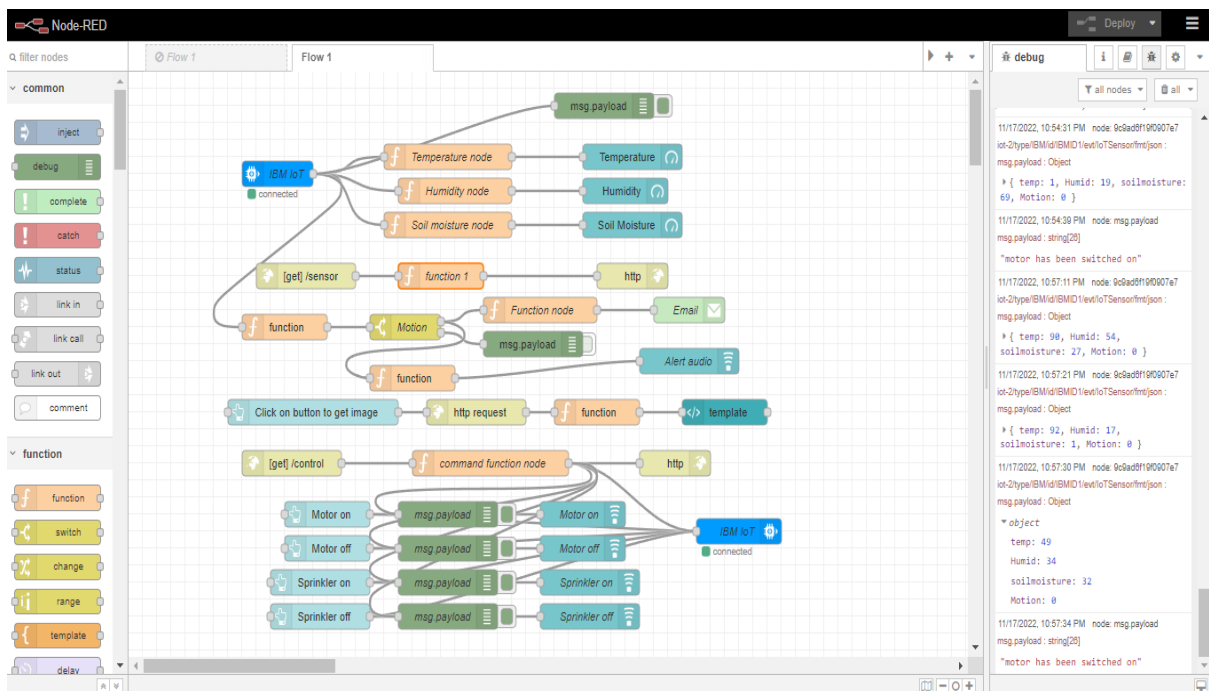 Node-RED
Deploy
filter nodes
common
inject
debug
complete
catch
status
link in
link call
link out
comment
function
function
switch
change
range
template
delay
Flow 1
Flow 1
msg.payload
IBM IoT
connected
Temperature node
Temperature
Humidity node
Humidity
Soil moisture node
Soil Moisture
[get] /sensor
function 1
http
function
Motion
Function node
Email
msg.payload
function
Alert audio
Click on button to get image
http request
function
template
[get] /control
command function node
http
Motor on
msg.payload
Motor on
IBM IoT
connected
Motor off
msg.payload
Motor off
Sprinkler on
msg.payload
Sprinkler on
Sprinkler off
msg.payload
Sprinkler off
debug
all nodes
all
11/17/2022, 10:54:31 PM node: 9c9ad6f19f0907e7
iot-2/type/IBM/id/IBMID1/evt/IoTSensor/fmt/json :
msg.payload : Object
{ temp: 1, Humid: 19, soilmoisture:
69, Motion: 0 }
11/17/2022, 10:54:39 PM node: msg.payload
msg.payload : string[26]
"motor has been switched on"
11/17/2022, 10:57:11 PM node: 9c9ad6f19f0907e7
iot-2/type/IBM/id/IBMID1/evt/IoTSensor/fmt/json :
msg.payload : Object
{ temp: 90, Humid: 54,
soilmoisture: 27, Motion: 0 }
11/17/2022, 10:57:21 PM node: 9c9ad6f19f0907e7
iot-2/type/IBM/id/IBMID1/evt/IoTSensor/fmt/json :
msg.payload : Object
{ temp: 92, Humid: 17,
soilmoisture: 1, Motion: 0 }
11/17/2022, 10:57:30 PM node: 9c9ad6f19f0907e7
iot-2/type/IBM/id/IBMID1/evt/IoTSensor/fmt/json :
msg.payload : Object
object
temp: 49
Humid: 34
soilmoisture: 32
Motion: 0
11/17/2022, 10:57:34 PM node: msg.payload
msg.payload : string[26]
"motor has been switched on"